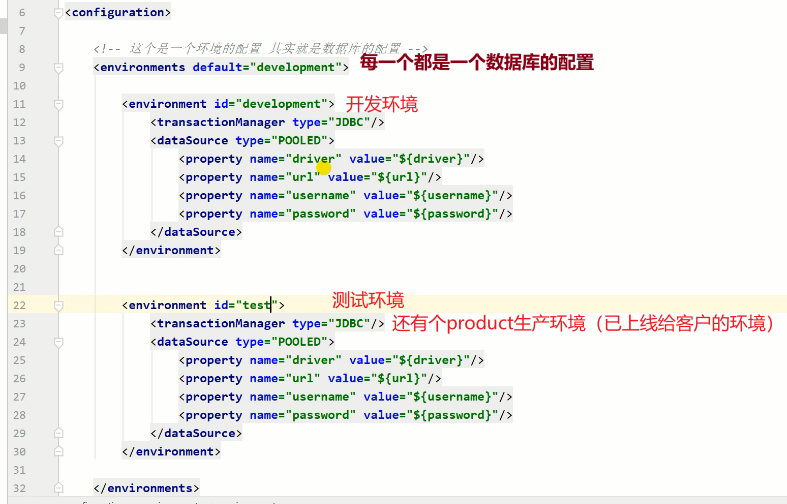 6 <configuration>
7
8 <!-- 这个是一个环境的配置 其实就是数据库的配置 -->
9 <environments default="development"> 每一个都是一个数据库的配置
10
11 <environment id="development"> 开发环境
12 <transactionManager type="JDBC"/>
13 <dataSource type="POOLED">
14 <property name="driver" value="${driver}"/>
15 <property name="url" value="${url}"/>
16 <property name="username" value="${username}"/>
17 <property name="password" value="${password}"/>
18 </dataSource>
19 </environment>
20
21
22 <environment id="test"> 测试环境
23 <transactionManager type="JDBC"/> 还有个product生产环境（已上线给客户的环境）
24 <dataSource type="POOLED">
25 <property name="driver" value="${driver}"/>
26 <property name="url" value="${url}"/>
27 <property name="username" value="${username}"/>
28 <property name="password" value="${password}"/>
29 </dataSource>
30 </environment>
31
32 </environments>